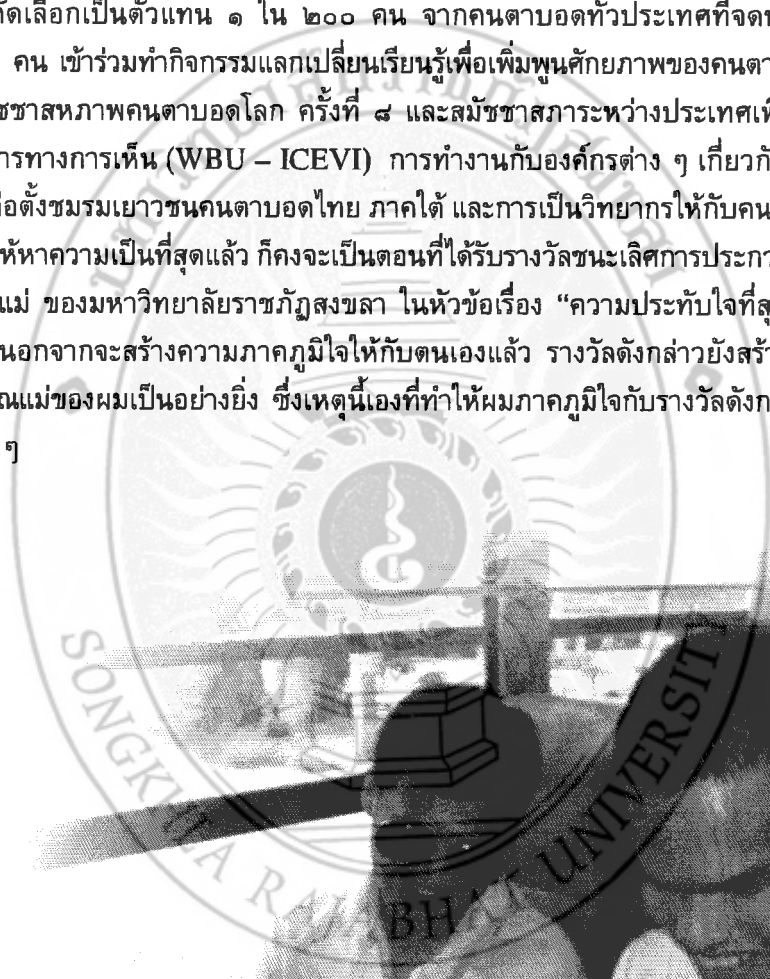 ัดเลือกเป็นตัวแทน ๑ ใน ๒๐๐ คน จากคนตาบอดทั่วประเทศที่จดท
คน เข้าร่วมทำกิจกรรมแลกเปลี่ยนเรียนรู้เพื่อเพิ่มพูนศักยภาพของคนตา
ัชชาสหภาพคนตาบอดโลก ครั้งที่ ๘ และสมัชชาสภาระหว่างประเทศเพื
การทางการเห็น (WBU – ICEVI) การทำงานกับองค์กรต่าง ๆ เกี่ยวกั
่อตั้งชมรมเยาวชนคนตาบอดไทย ภาคใต้ และการเป็นวิทยากรให้กับคน
ห้หาความเป็นที่สุดแล้ว ก็คงจะเป็นตอนที่ได้รับรางวัลชนะเลิศการประกว
แม่ ของมหาวิทยาลัยราชภัฏสงขลา ในหัวข้อเรื่อง “ความประทับใจที่สุ
นอกจากจะสร้างความภาคภูมิใจให้กับตนเองแล้ว รางวัลดังกล่าวยังสร้า
ณแม่ของผมเป็นอย่างยิ่ง ซึ่งเหตุนี้เองที่ทำให้ผมภาคภูมิใจกับรางวัลดังก
ๆ
SONGKHLA RAJABHAT UNIVERSIT